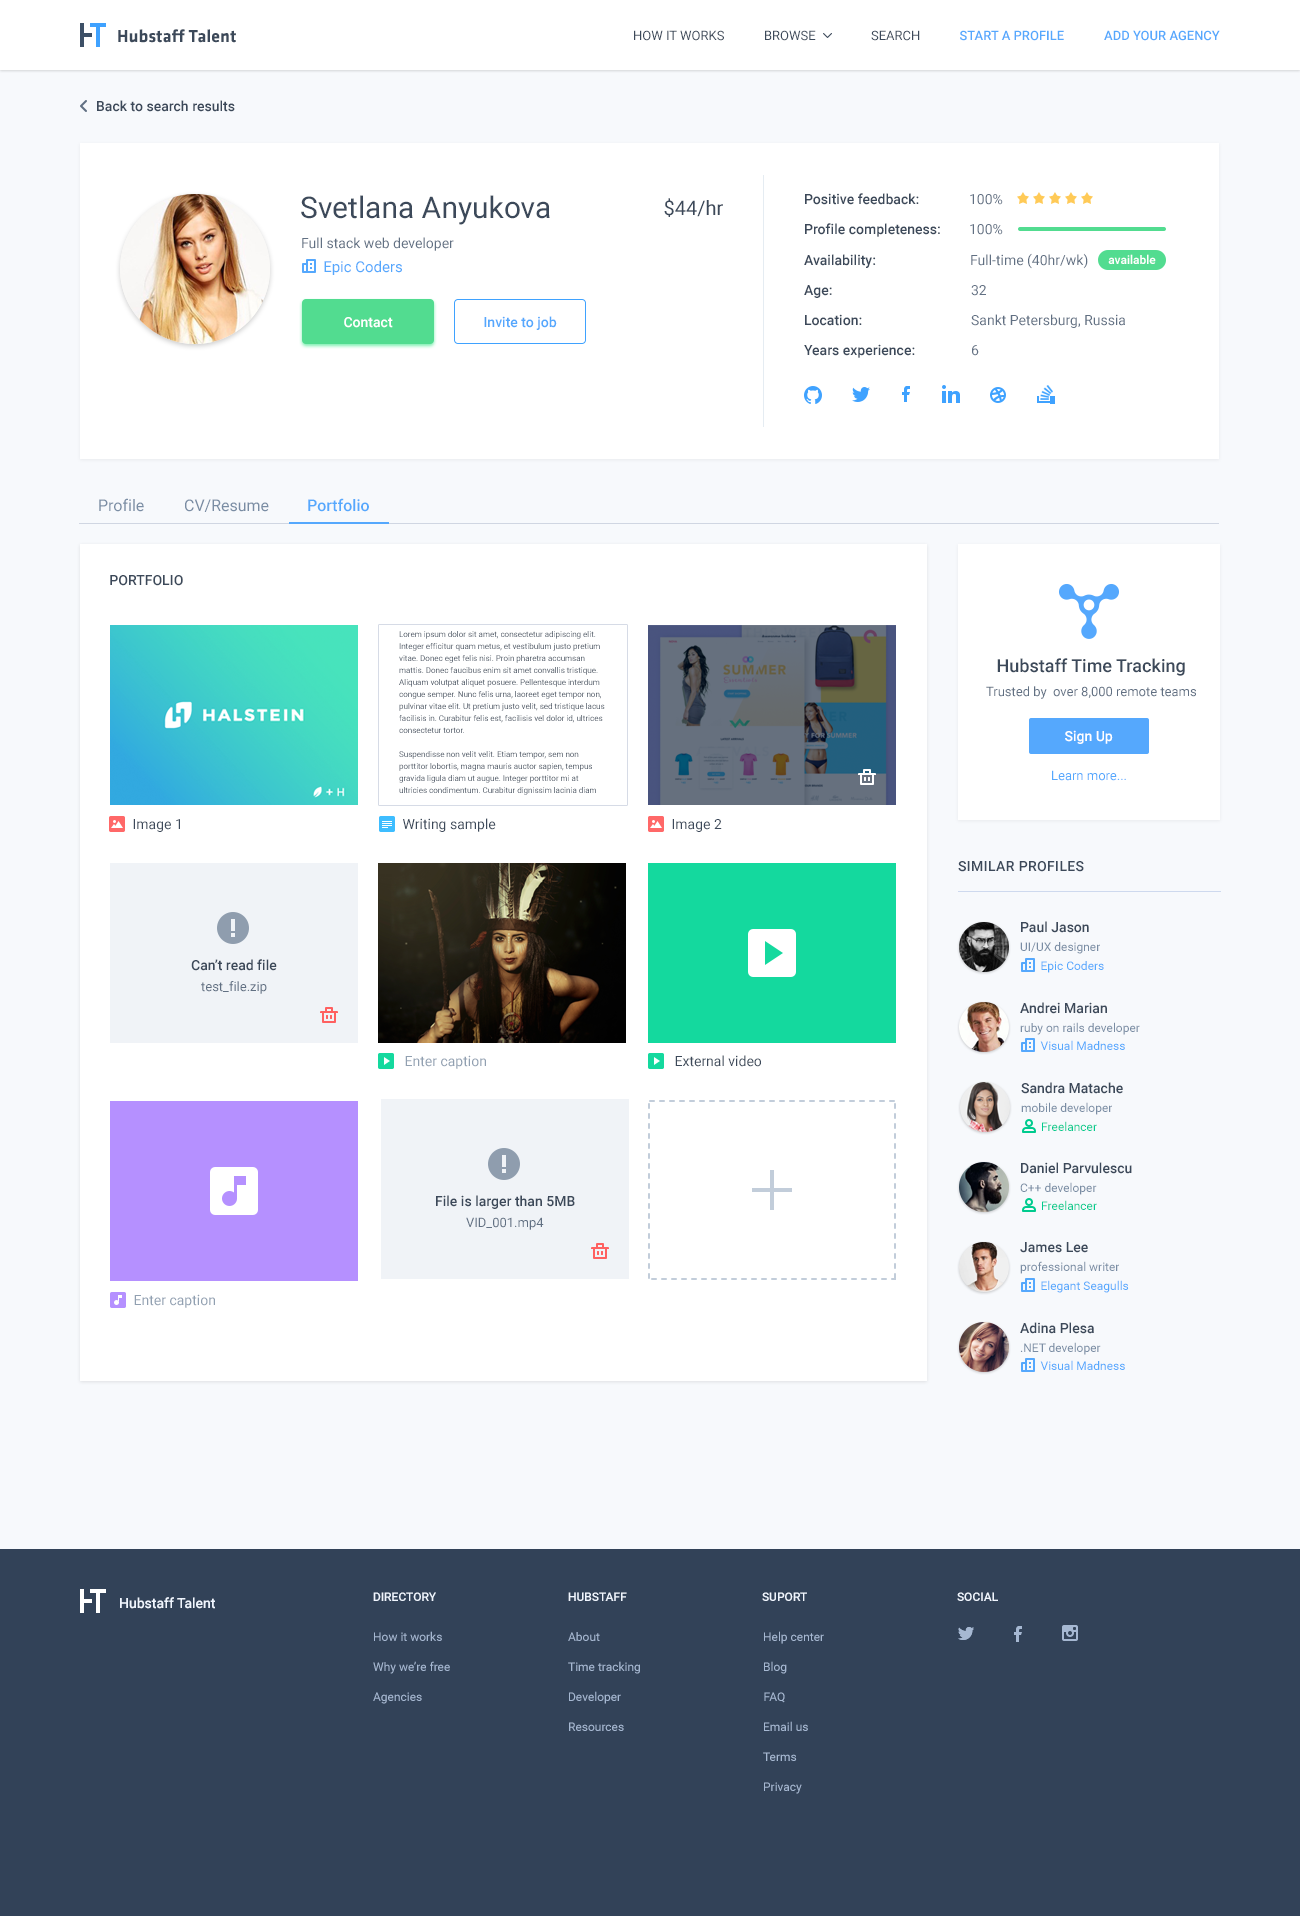 Hubstaff Talent
HOW IT WORKS
BROWSE
SEARCH
START A PROFILE
ADD YOUR AGENCY
Back to search results
Svetlana Anyukova
$44/hr
Full stack web developer
Epic Coders
Contact
Invite to job
Positive feedback: 100%
Profile completeness: 100%
Availability: Full-time (40hr/wk) available
Age: 32
Location: Sankt Petersburg, Russia
Years experience: 6
Profile
CV/Resume
Portfolio
PORTFOLIO
HALSTEIN
+ H
Image 1
Lorem ipsum dolor sit amet, consectetur adipiscing elit.
Integer efficitur quam metus, et vestibulum justo pretium
vitae. Donec eget felis nisi. Proin pharetra accumsan
mattis. Donec faucibus enim sit amet convallis tristique.
Aliquam volutpat aliquet posuere. Pellentesque interdum
congue semper. Nunc felis urna, laoreet eget tempor non,
pulvinar vitae elit. Ut pretium justo velit, sed tristique lacus
facilisis in. Curabitur felis est, facilisis vel dolor id, ultrices
consectetur tortor.
Suspendisse non velit velit. Etiam tempor, sem non
porttitor lobortis, magna mauris auctor sapien, tempus
gravida ligula diam ut augue. Integer porttitor mi at
ultricies condimentum. Curabitur dignissim lacinia diam
Writing sample
SUMMER
FOR SUMMER
Image 2
Can't read file
test_file.zip
Enter caption
External video
Enter caption
File is larger than 5MB
VID_001.mp4
Hubstaff Time Tracking
Trusted by over 8,000 remote teams
Sign Up
Learn more...
SIMILAR PROFILES
Paul Jason
UI/UX designer
Epic Coders
Andrei Marian
ruby on rails developer
Visual Madness
Sandra Matache
mobile developer
Freelancer
Daniel Parvulescu
C++ developer
Freelancer
James Lee
professional writer
Elegant Seagulls
Adina Plesa
.NET developer
Visual Madness
Hubstaff Talent
DIRECTORY
How it works
Why we're free
Agencies
HUBSTAFF
About
Time tracking
Developer
Resources
SUPORT
Help center
Blog
FAQ
Email us
Terms
Privacy
SOCIAL